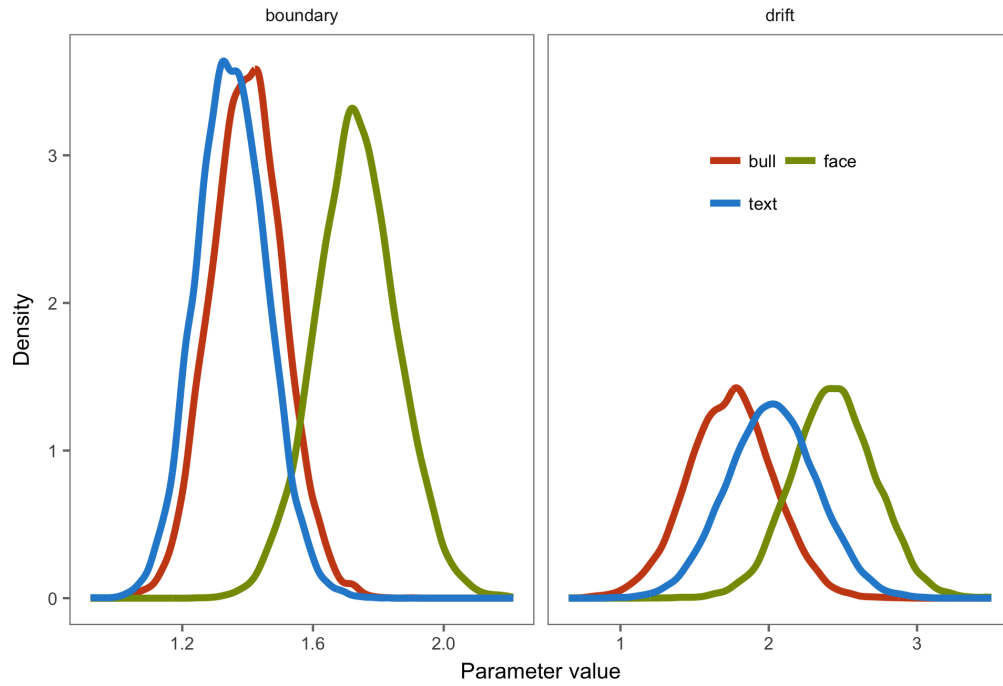 boundary
drift
3
2
1
0
Density
bull face
text
1.2 1.6 2.0
1 2 3
Parameter value